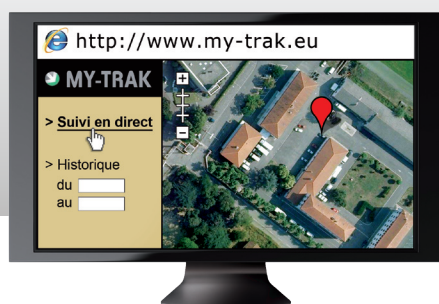 http://www.my-trak.eu
MY-TRAK
> Suivi en direct
> Historique
du
au